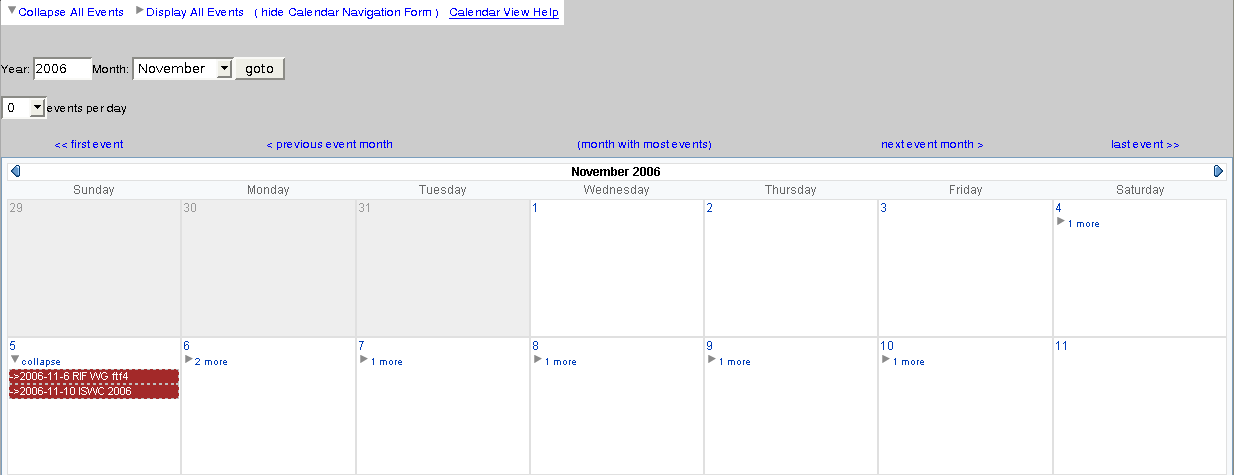 Collapse All Events Display All Events ( hide Calendar Navigation Form ) Calendar View Help
Year: 2006 Month: November goto
0 events per day
<< first event < previous event month (month with most events) next event month > last event >>
November 2006
Sunday Monday Tuesday Wednesday Thursday Friday Saturday
29 30 31 1 2 3 4
1 more
5 6 7 8 9 10 11
collapse 2 more 1 more 1 more 1 more 1 more
->2006-11-6 RIF WG ftf4
->2006-11-10 ISWC 2006